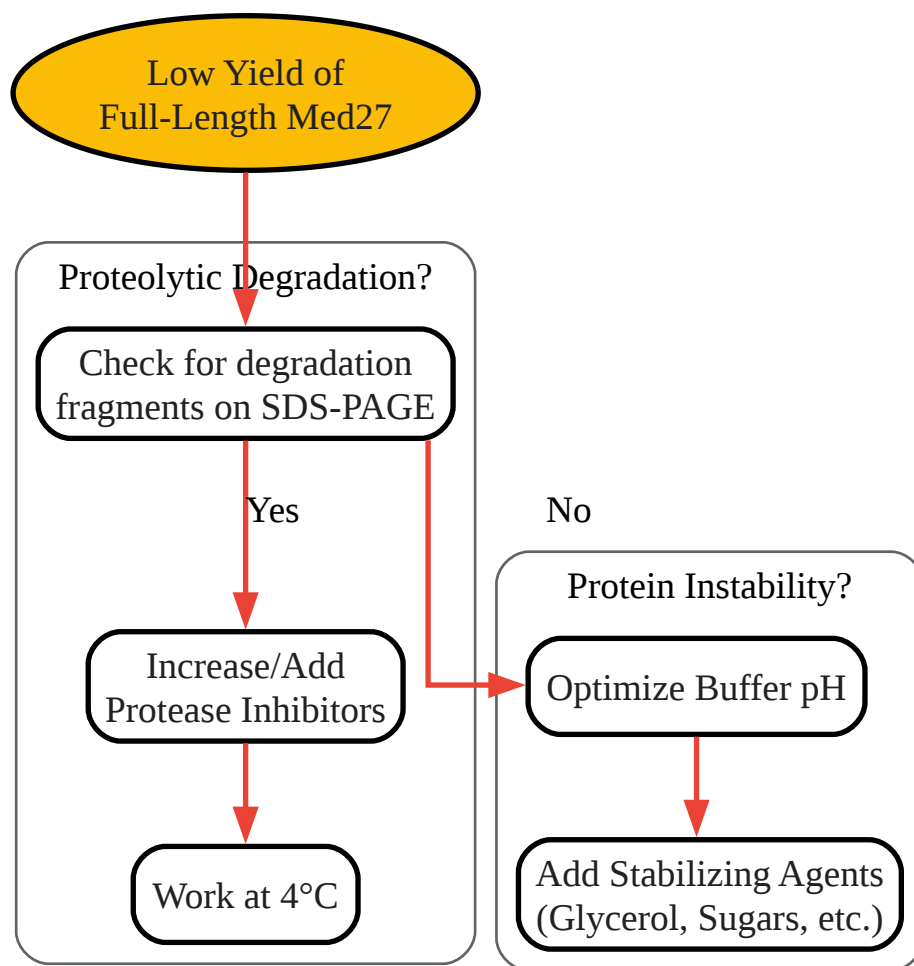 Low Yield of
Full-Length Med27
Proteolytic Degradation?
Check for degradation
fragments on SDS-PAGE
Yes
No
Protein Instability?
Increase/Add
Protease Inhibitors
Optimize Buffer pH
Work at 4°C
Add Stabilizing Agents
(Glycerol, Sugars, etc.)